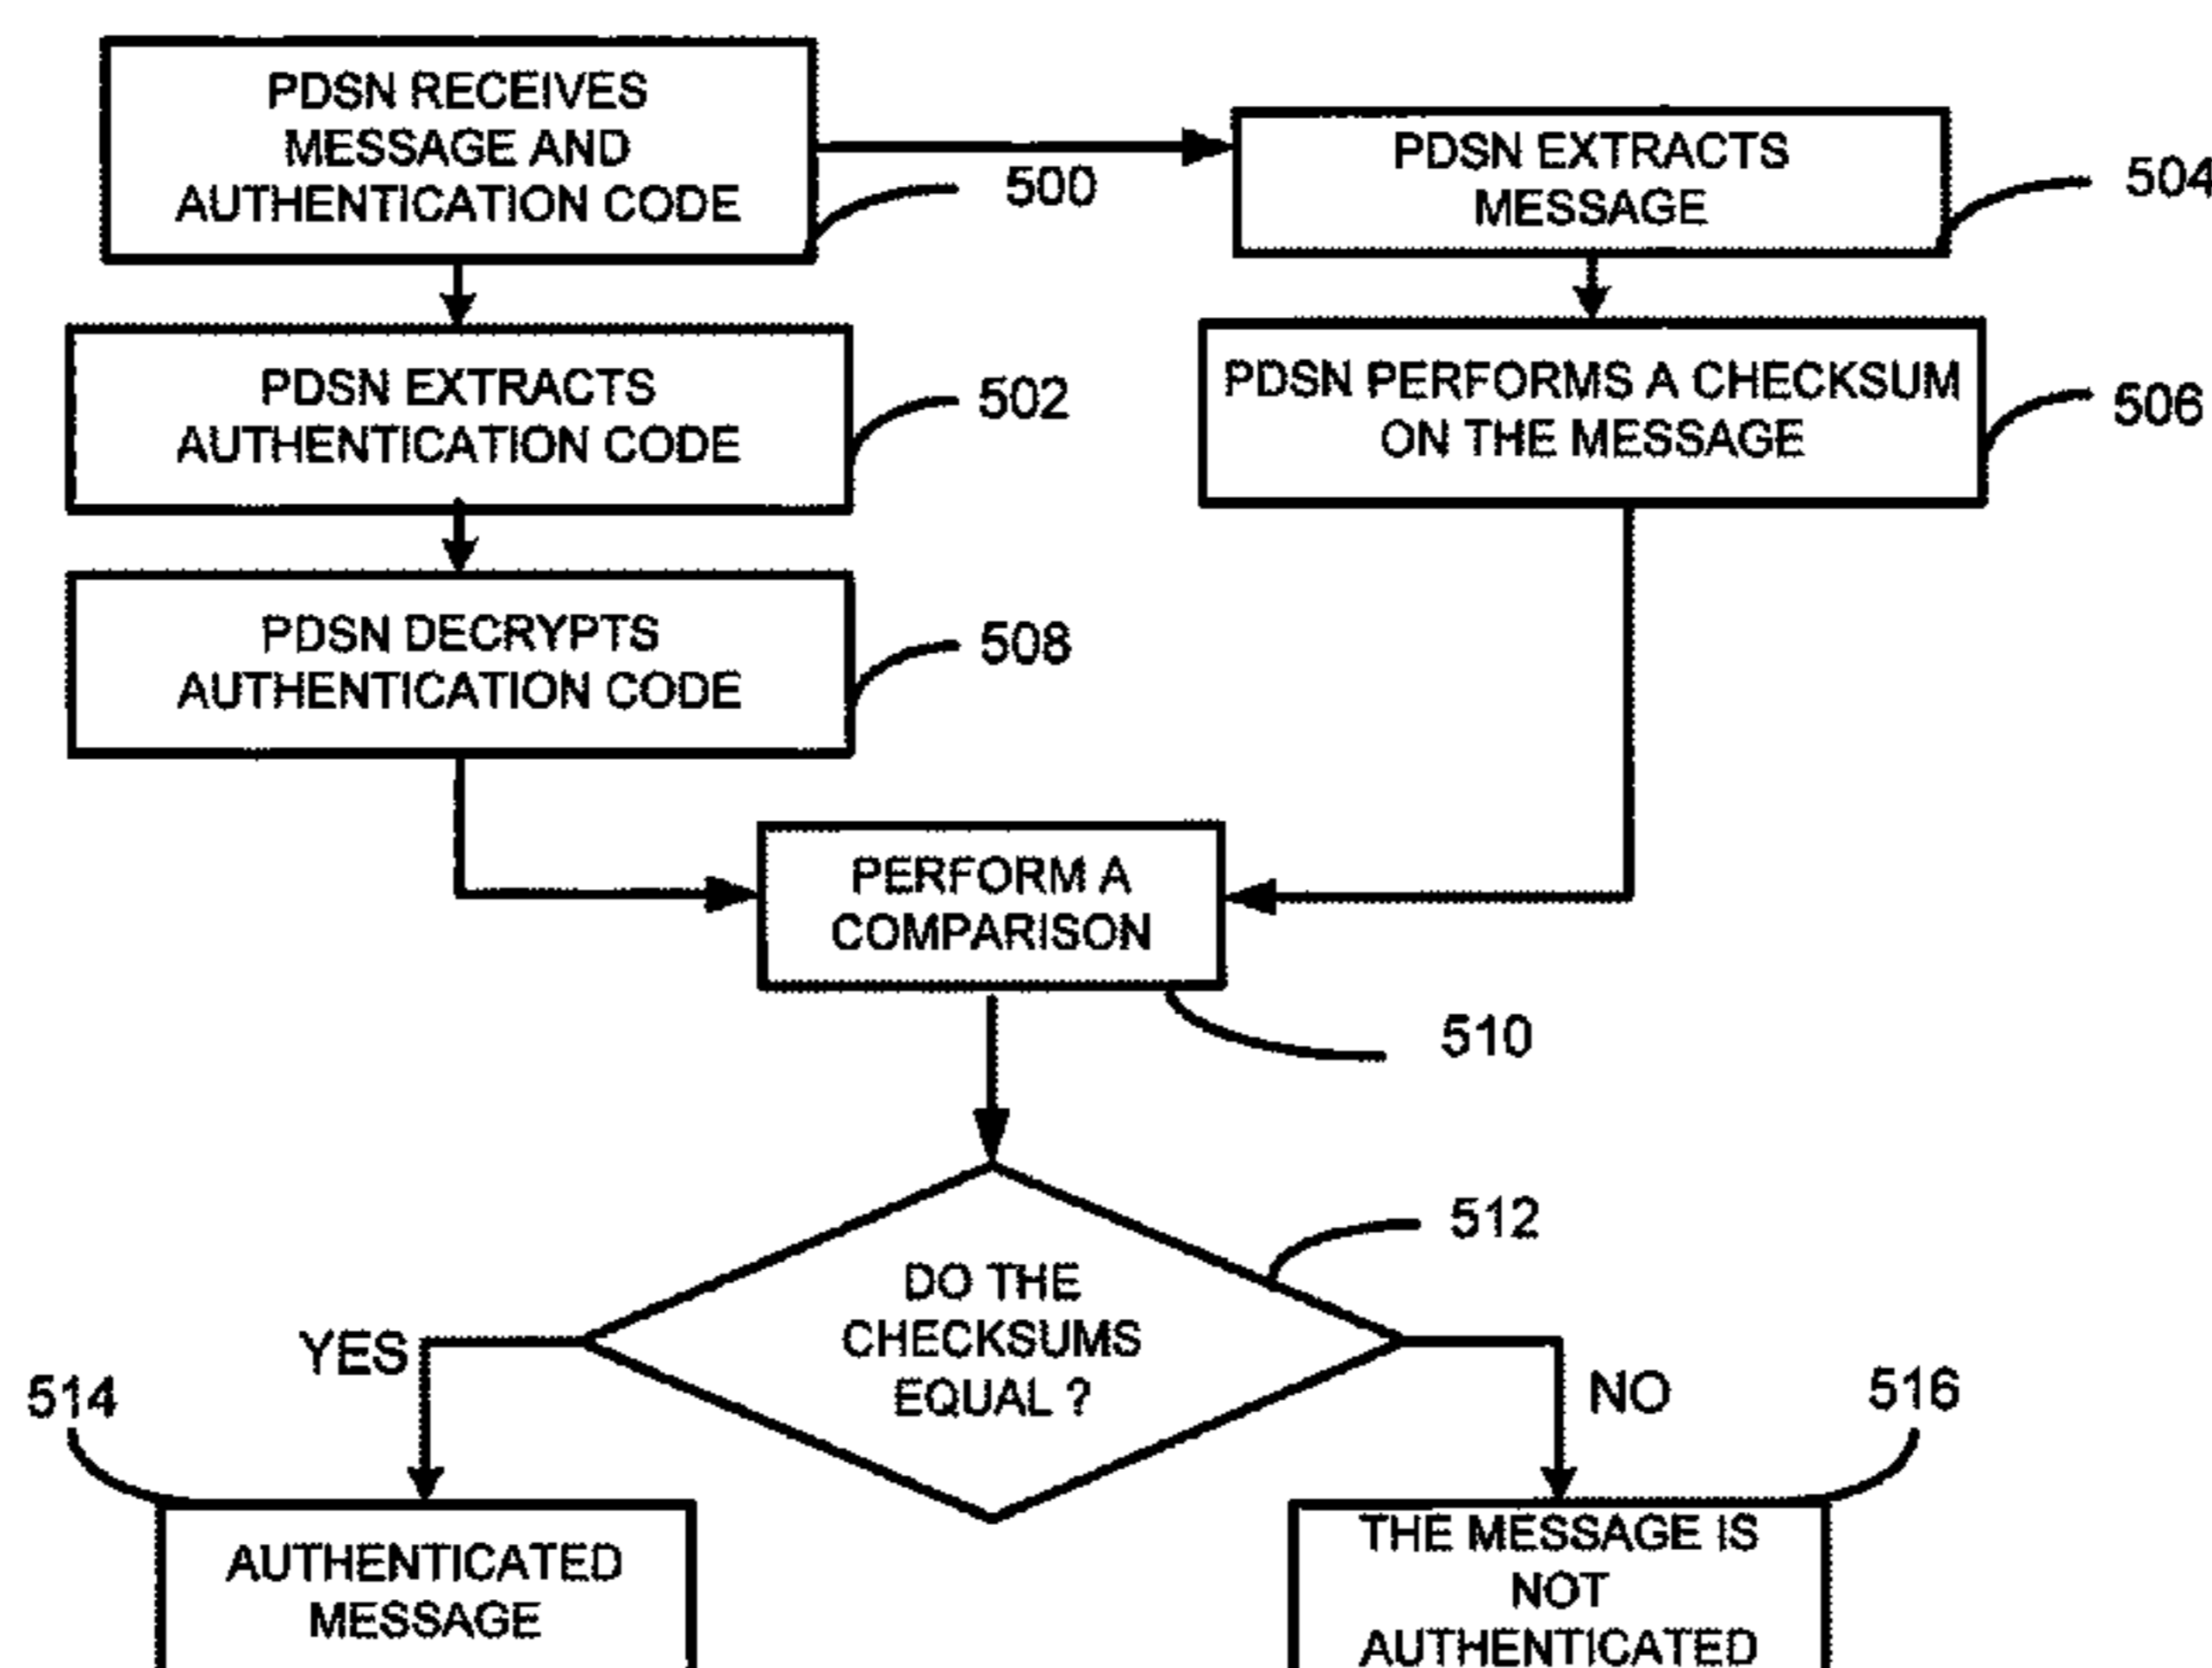 PDSN RECEIVES
MESSAGE AND
AUTHENTICATION CODE
500
PDSN EXTRACTS
MESSAGE
504
PDSN EXTRACTS
AUTHENTICATION CODE
502
PDSN PERFORMS A CHECKSUM
ON THE MESSAGE
506
PDSN DECRYPTS
AUTHENTICATION CODE
508
PERFORM A
COMPARISON
510
DO THE
CHECKSUMS
EQUAL ?
512
YES
NO
514
516
AUTHENTICATED
MESSAGE
THE MESSAGE IS
NOT
AUTHENTICATED